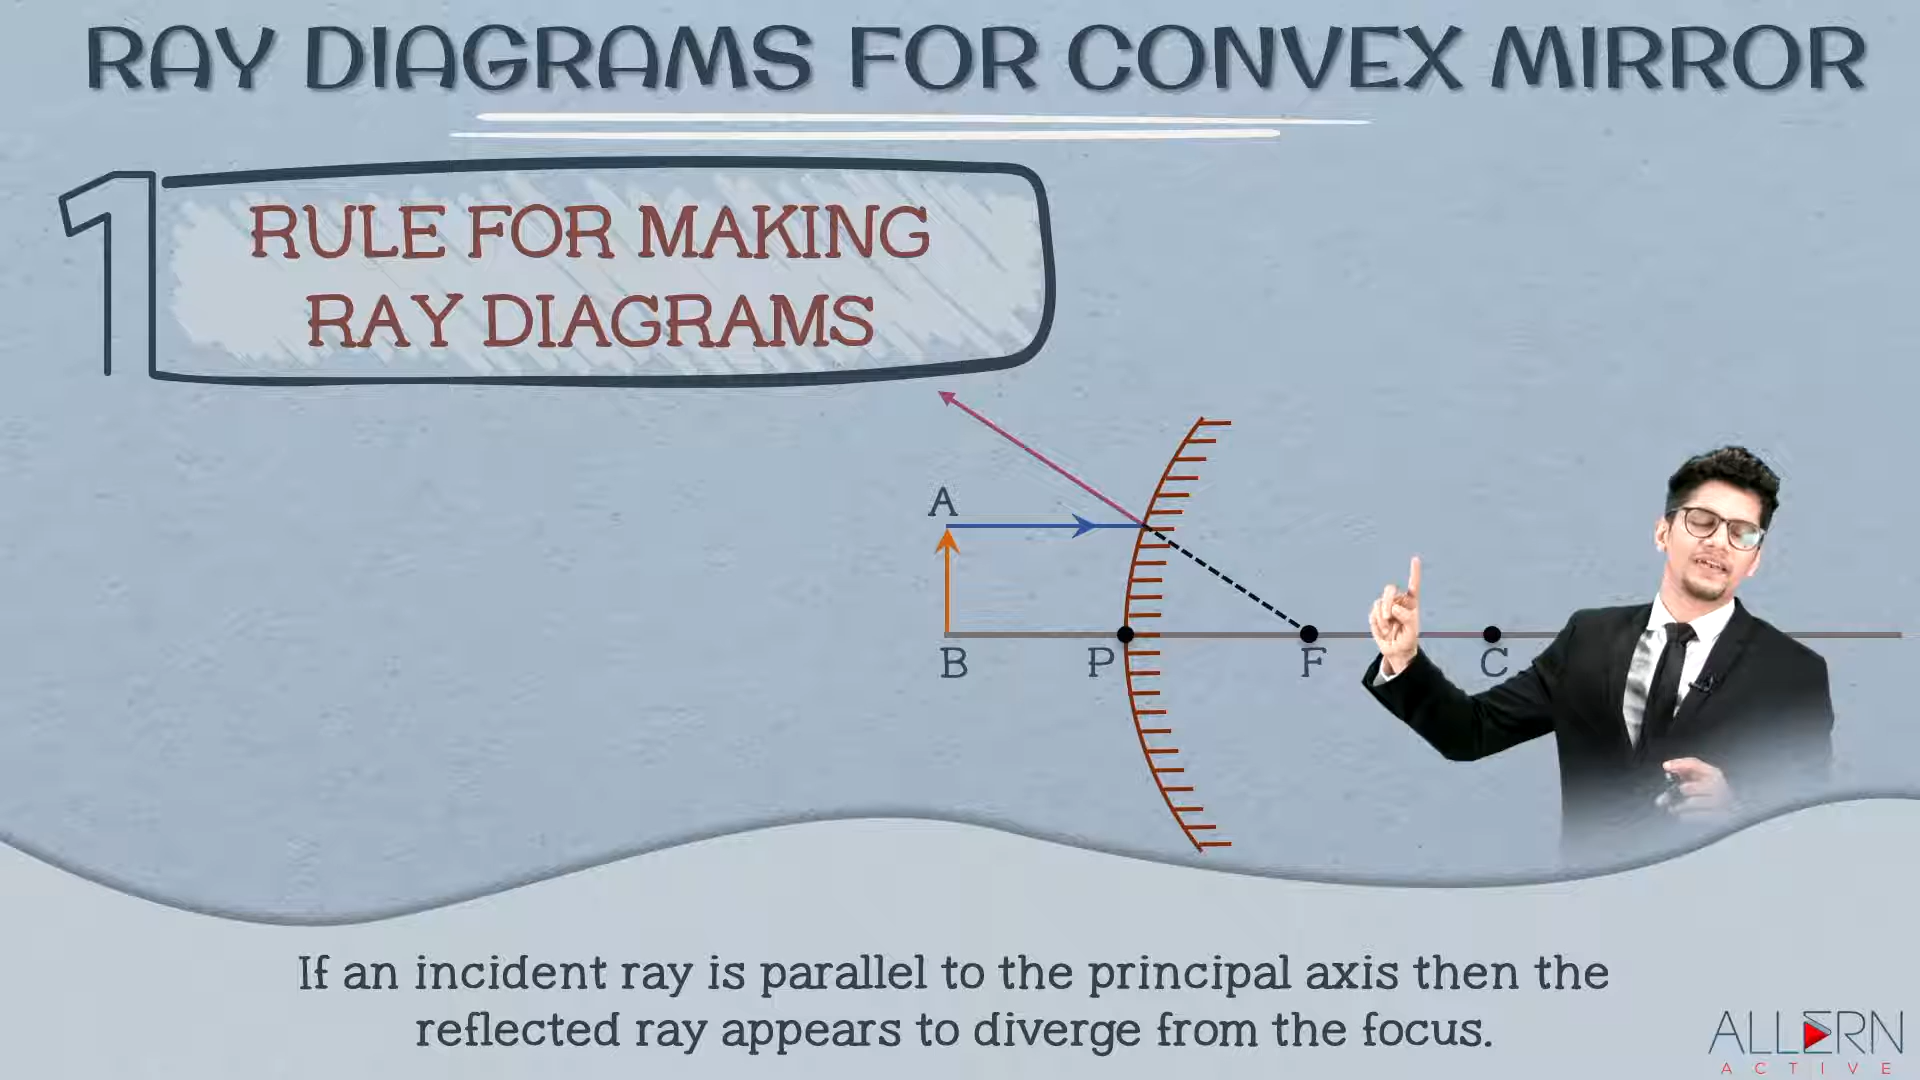 RAY DIAGRAMS FOR CONVEX MIRROR
1
RULE FOR MAKING
RAY DIAGRAMS
A
B
P
F
C
If an incident ray is parallel to the principal axis then the
reflected ray appears to diverge from the focus.
ALLERN
ACTIVE